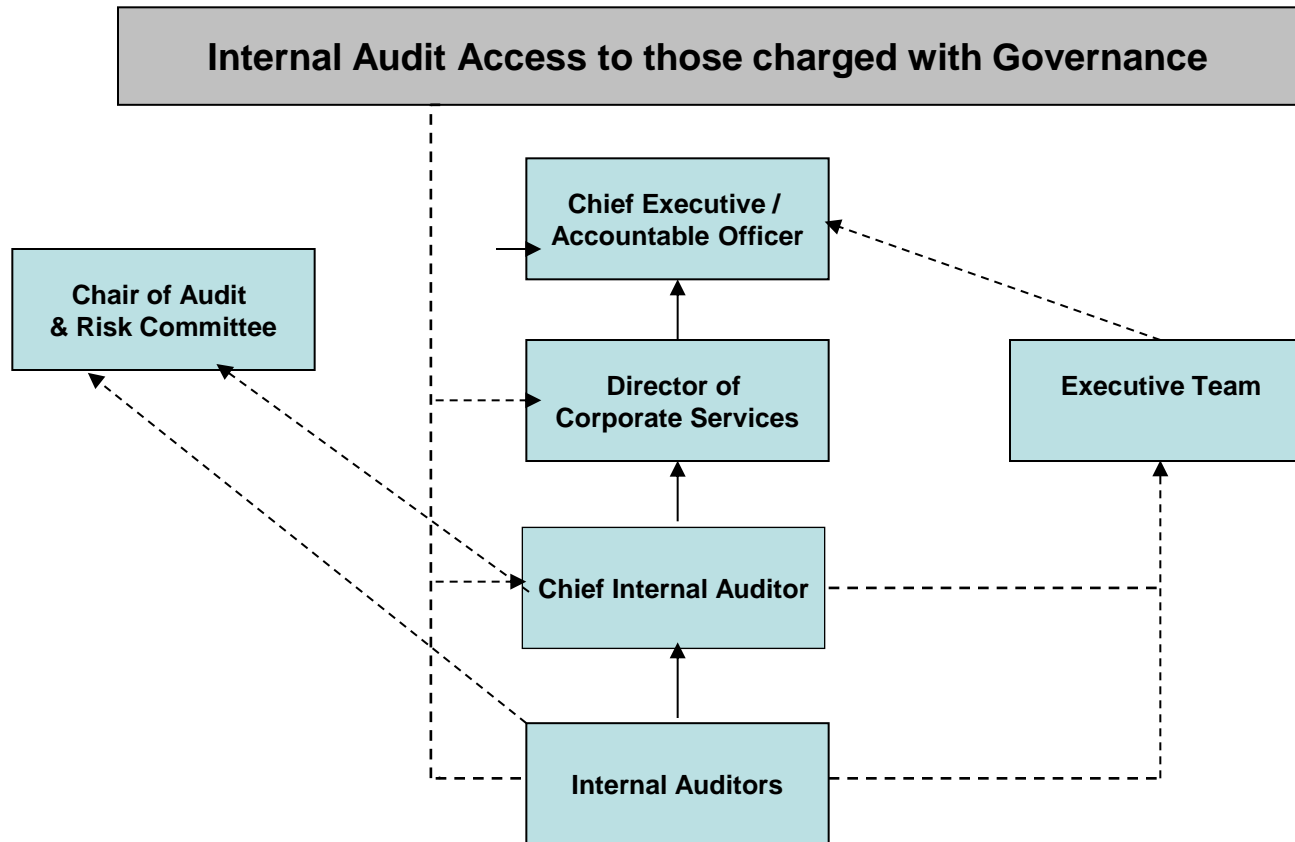 Internal Audit Access to those charged with Governance
Chief Executive /
Accountable Officer
Chair of Audit
& Risk Committee
Director of
Corporate Services
Executive Team
Chief Internal Auditor
Internal Auditors